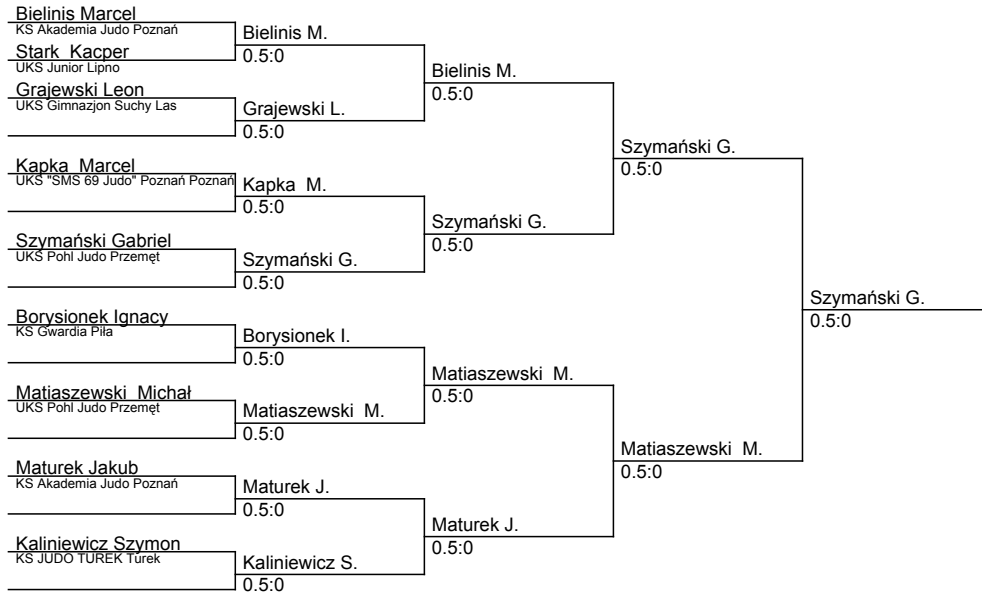 Bielinis Marcel
KS Akademia Judo Poznań
Stark  Kacper
UKS Junior Lipno
Grajewski Leon
UKS Gimnazjon Suchy Las
Kapka  Marcel
UKS "SMS 69 Judo" Poznań Poznań
Szymański Gabriel
UKS Pohl Judo Przemęt
Borysionek Ignacy
KS Gwardia Piła
Matiaszewski  Michał
UKS Pohl Judo Przemęt
Maturek Jakub
KS Akademia Judo Poznań
Kaliniewicz Szymon
KS JUDO TUREK Turek
Bielinis M.
0.5:0
Grajewski L.
0.5:0
Kapka  M.
0.5:0
Szymański G.
0.5:0
Borysionek I.
0.5:0
Matiaszewski  M.
0.5:0
Maturek J.
0.5:0
Kaliniewicz S.
0.5:0
Bielinis M.
0.5:0
Szymański G.
0.5:0
Matiaszewski  M.
0.5:0
Maturek J.
0.5:0
Szymański G.
0.5:0
Matiaszewski  M.
0.5:0
Szymański G.
0.5:0